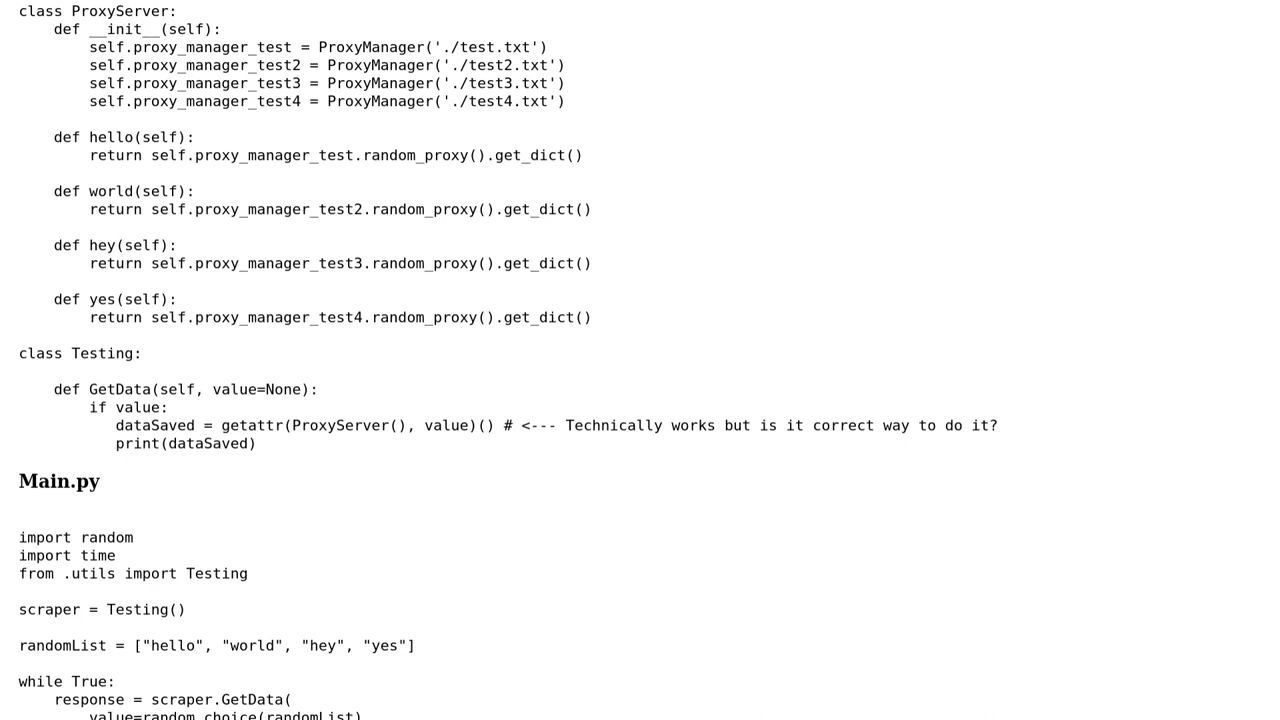 class ProxyServer:
    def __init__(self):
        self.proxy_manager_test = ProxyManager('./test.txt')
        self.proxy_manager_test2 = ProxyManager('./test2.txt')
        self.proxy_manager_test3 = ProxyManager('./test3.txt')
        self.proxy_manager_test4 = ProxyManager('./test4.txt')

    def hello(self):
        return self.proxy_manager_test.random_proxy().get_dict()

    def world(self):
        return self.proxy_manager_test2.random_proxy().get_dict()

    def hey(self):
        return self.proxy_manager_test3.random_proxy().get_dict()

    def yes(self):
        return self.proxy_manager_test4.random_proxy().get_dict()

class Testing:

    def GetData(self, value=None):
        if value:
           dataSaved = getattr(ProxyServer(), value)() # <--- Technically works but is it correct way to do it?
           print(dataSaved)

Main.py

import random
import time
from .utils import Testing

scraper = Testing()

randomList = ["hello", "world", "hey", "yes"]

while True:
    response = scraper.GetData(
        value=random.choice(randomList)